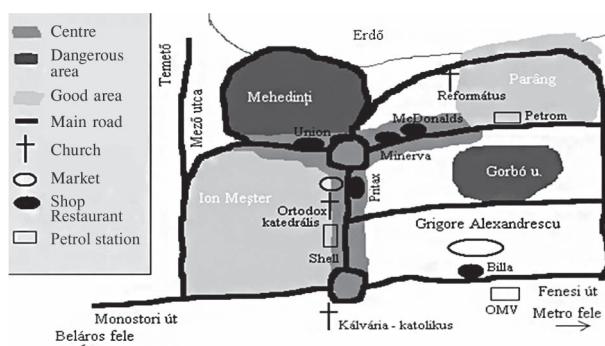 Centre
Dangerous
area
Good area
Main road
Church
Market
Shop
Restaurant
Petrol station
Temető
Mező utca
Erdő
Mehedinți
Union
Református
Parâng
McDonalds
Petrom
Minerva
Gorbó u.
Ion Meșter
Pntax
Ortodox
katedrális
Shell
Grigore Alexandrescu
Billa
Monostori út
Beláros fele
Kálvária - katolikus
OMV
Fenesi út
Metro fele